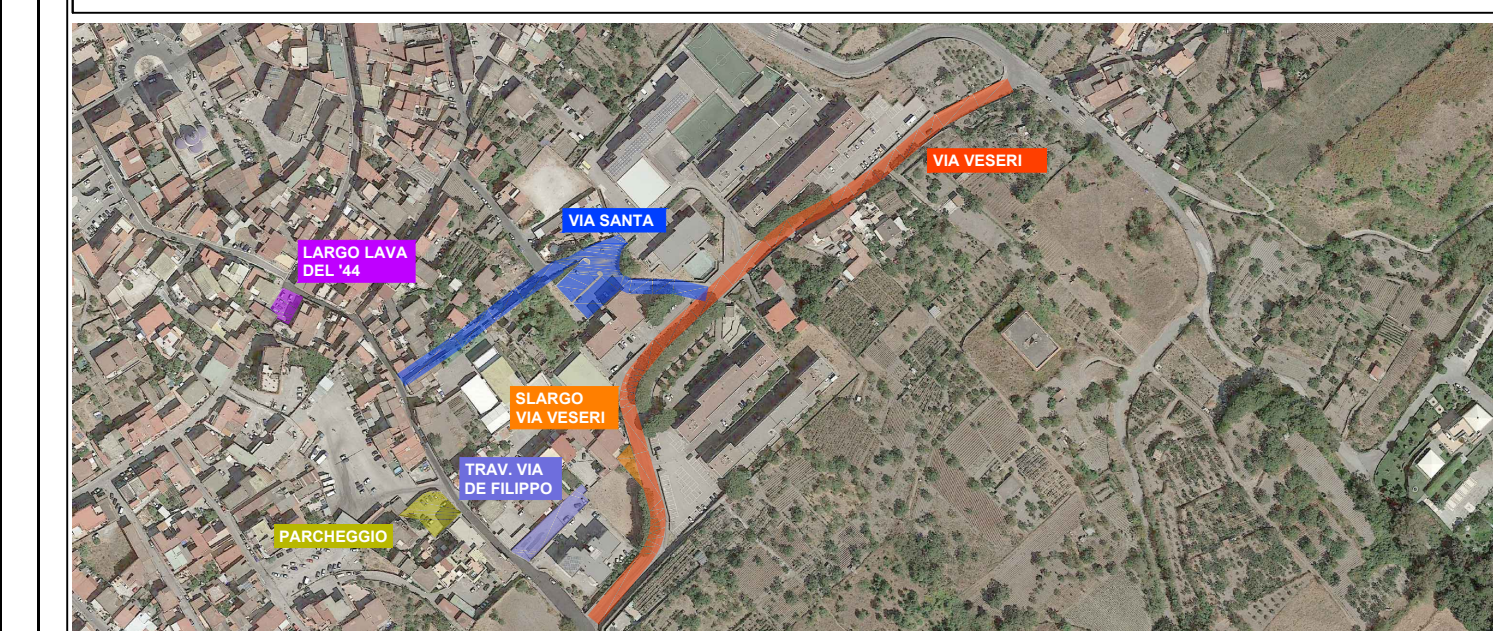 VIA VESERI
VIA SANTA
LARGO LAVA
DEL '44
SLARGO
VIA VESERI
TRAV. VIA
DE FILIPPO
PARCHEGGIO